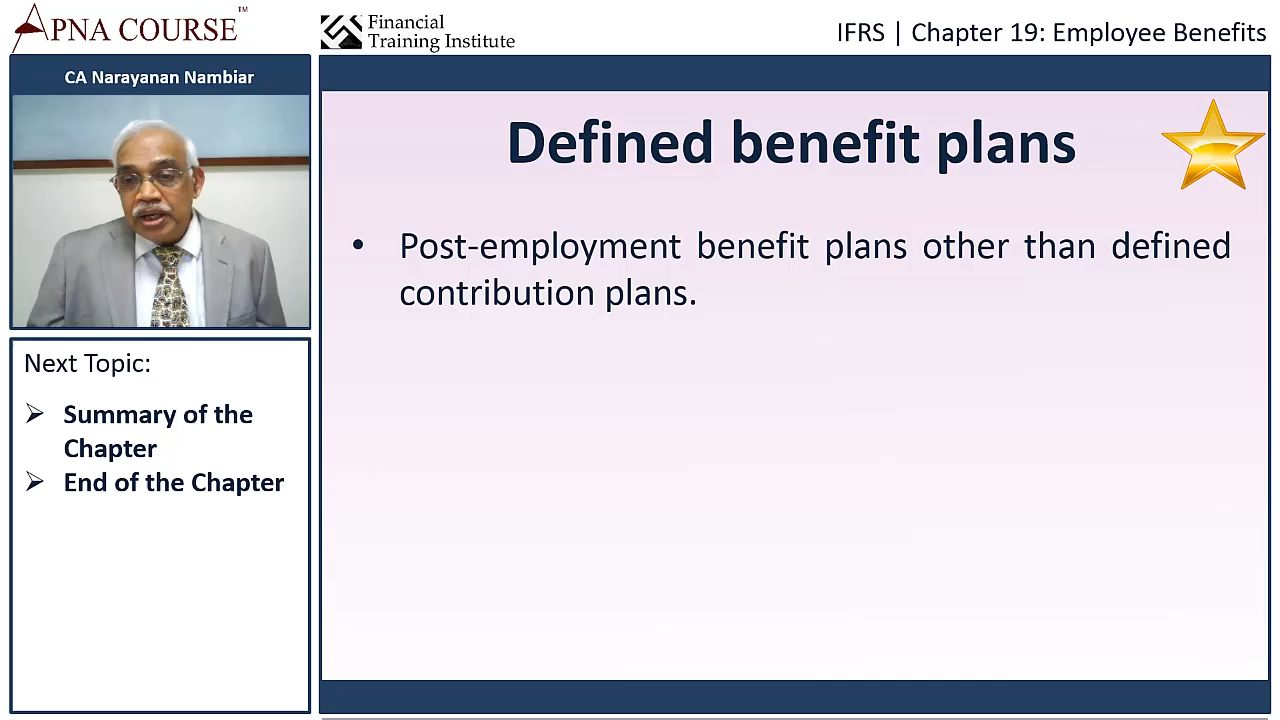 APNA COURSE™
Financial
Training Institute
IFRS | Chapter 19: Employee Benefits
CA Narayanan Nambiar
Defined benefit plans
• Post-employment benefit plans other than defined
contribution plans.
Next Topic:
➢ Summary of the
Chapter
➢ End of the Chapter